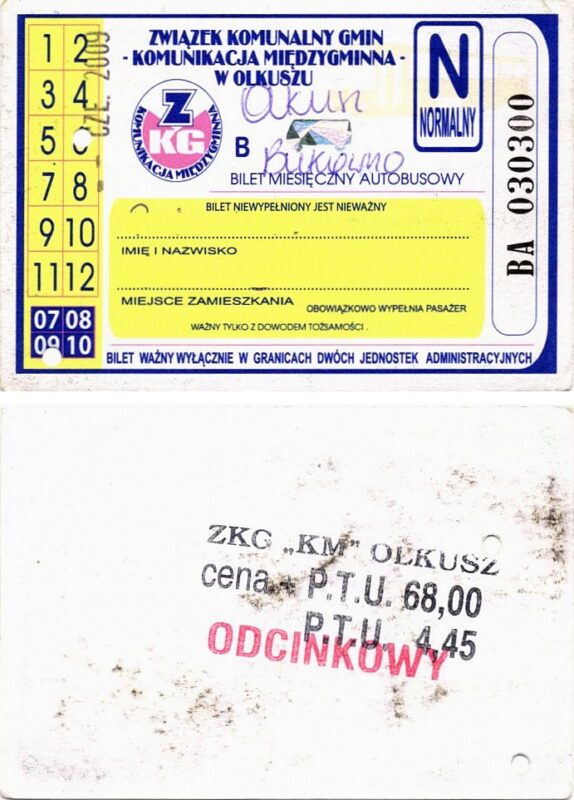 1 2
3 4
5
7 8
9 10
11 12
07 08
09 10
CZE. 2009
ZWIĄZEK KOMUNALNY GMIN
- KOMUNIKACJA MIĘDZYGMINNA -
W OLKUSZU
Z
KG
KOMUNIKACJA MIĘDZYGMINNA
B
Bukowno
BILET MIESIĘCZNY AUTOBUSOWY
N
NORMALNY
BA 030300
BILET NIEWYPEŁNIONY JEST NIEWAŻNY
IMIĘ I NAZWISKO
MIEJSCE ZAMIESZKANIA
OBOWIĄZKOWO WYPEŁNIA PASAŻER
WAŻNY TYLKO Z DOWODEM TOŻSAMOŚCI .
BILET WAŻNY WYŁĄCZNIE W GRANICACH DWÓCH JEDNOSTEK ADMINISTRACYJNYCH
ZKG „KM” OLKUSZ
cena + P.T.U. 68,00
P.T.U. 4,45
ODCINKOWY